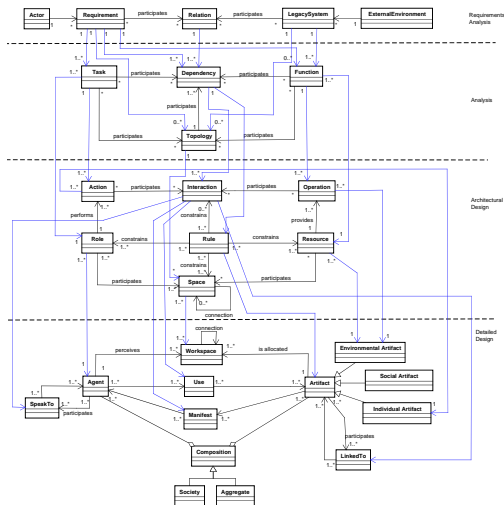 Actor
Requirement
participates
Relation
participates
LegacySystem
ExternalEnvironment
Requirements
Analysis
Task
participates
Dependency
participates
Function
Analysis
participates
participates
participates
Topology
Action
participates
Interaction
participates
Operation
Architectural
Design
performs
constrains
provides
Role
constrains
Rule
constrains
Resource
constrains
participates
Space
participates
connection
connection
Detailed
Design
perceives
Workspace
is allocated
Environmental Artifact
Agent
Use
Artifact
Social Artifact
SpeakTo
participates
Manifest
Individual Artifact
participates
Composition
LinkedTo
Society
Aggregate